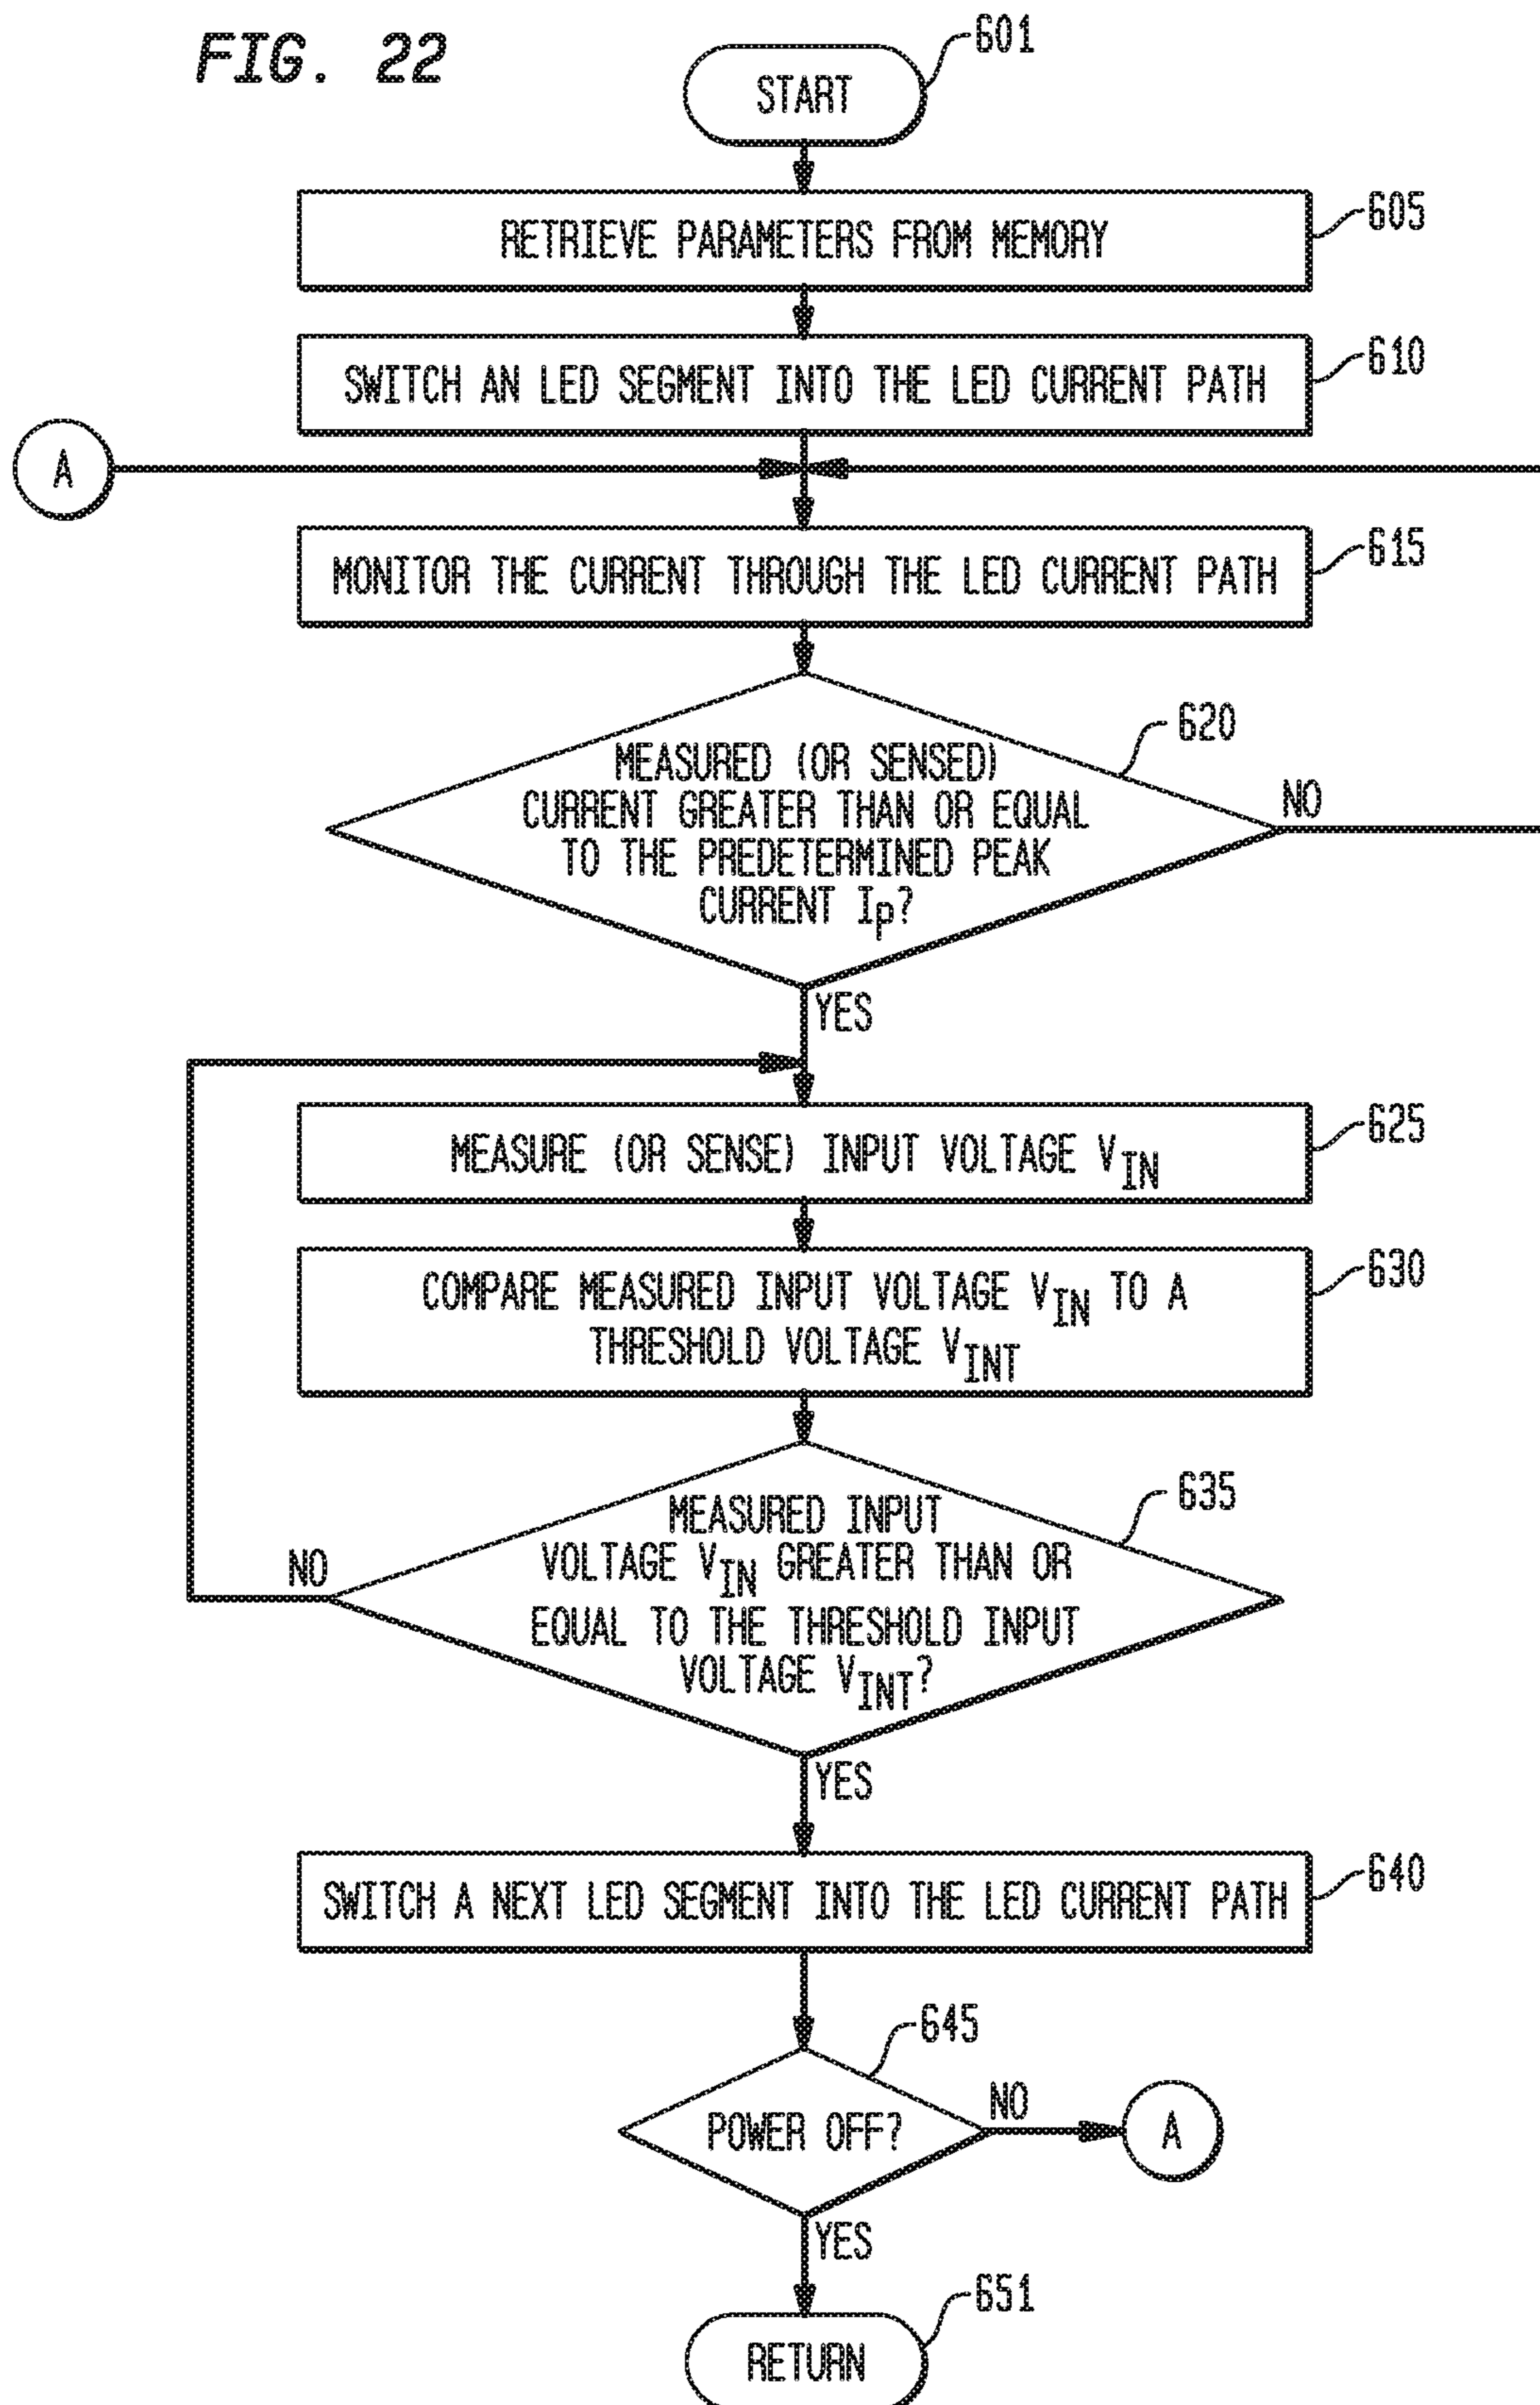 FIG. 22
START
601
RETRIEVE PARAMETERS FROM MEMORY
605
SWITCH AN LED SEGMENT INTO THE LED CURRENT PATH
610
A
MONITOR THE CURRENT THROUGH THE LED CURRENT PATH
615
620
MEASURED (OR SENSED)
CURRENT GREATER THAN OR EQUAL
TO THE PREDETERMINED PEAK
CURRENT Ip?
NO
YES
MEASURE (OR SENSE) INPUT VOLTAGE VIN
625
COMPARE MEASURED INPUT VOLTAGE VIN TO A
THRESHOLD VOLTAGE VINT
630
635
MEASURED INPUT
VOLTAGE VIN GREATER THAN OR
EQUAL TO THE THRESHOLD INPUT
VOLTAGE VINT?
NO
YES
SWITCH A NEXT LED SEGMENT INTO THE LED CURRENT PATH
640
645
POWER OFF?
NO
A
YES
651
RETURN